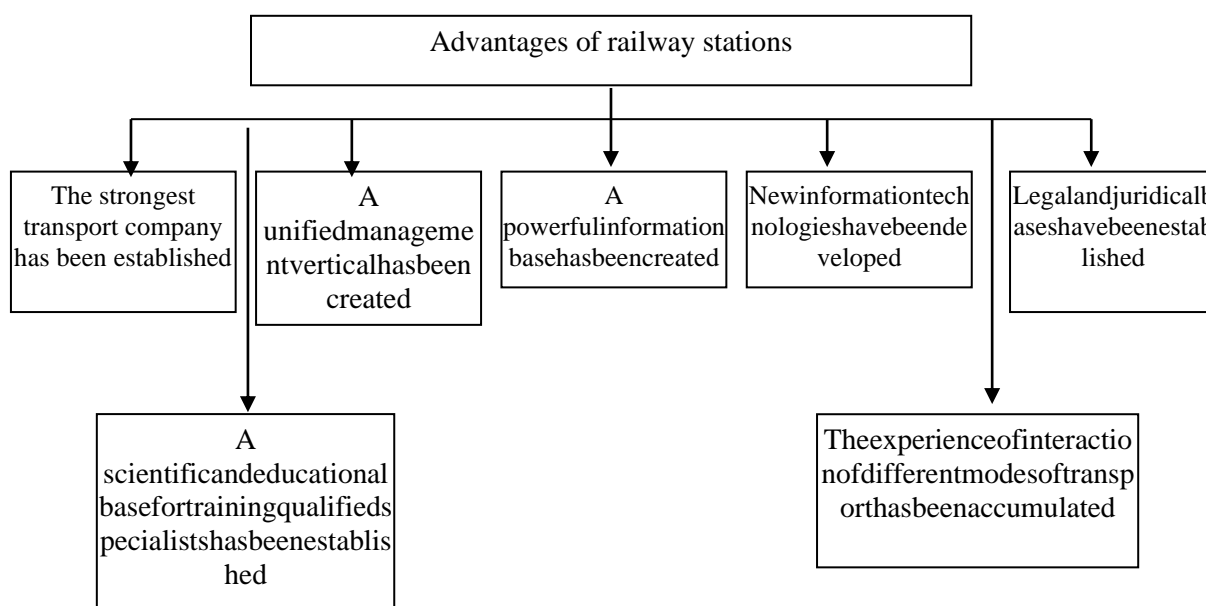 Advantages of railway stations
The strongest
transport company
has been established
A
unifiedmanageme
ntverticalhasbeen
created
A
powerfulinformation
basehasbeencreated
Newinformationtech
nologieshavebeende
veloped
Legalandjuridicalb
aseshavebeenestab
lished
A
scientificandeducational
basefortrainingqualifieds
pecialistshasbeenestablis
hed
Theexperienceofinteractio
nofdifferentmodesoftransp
orthasbeenaccumulated